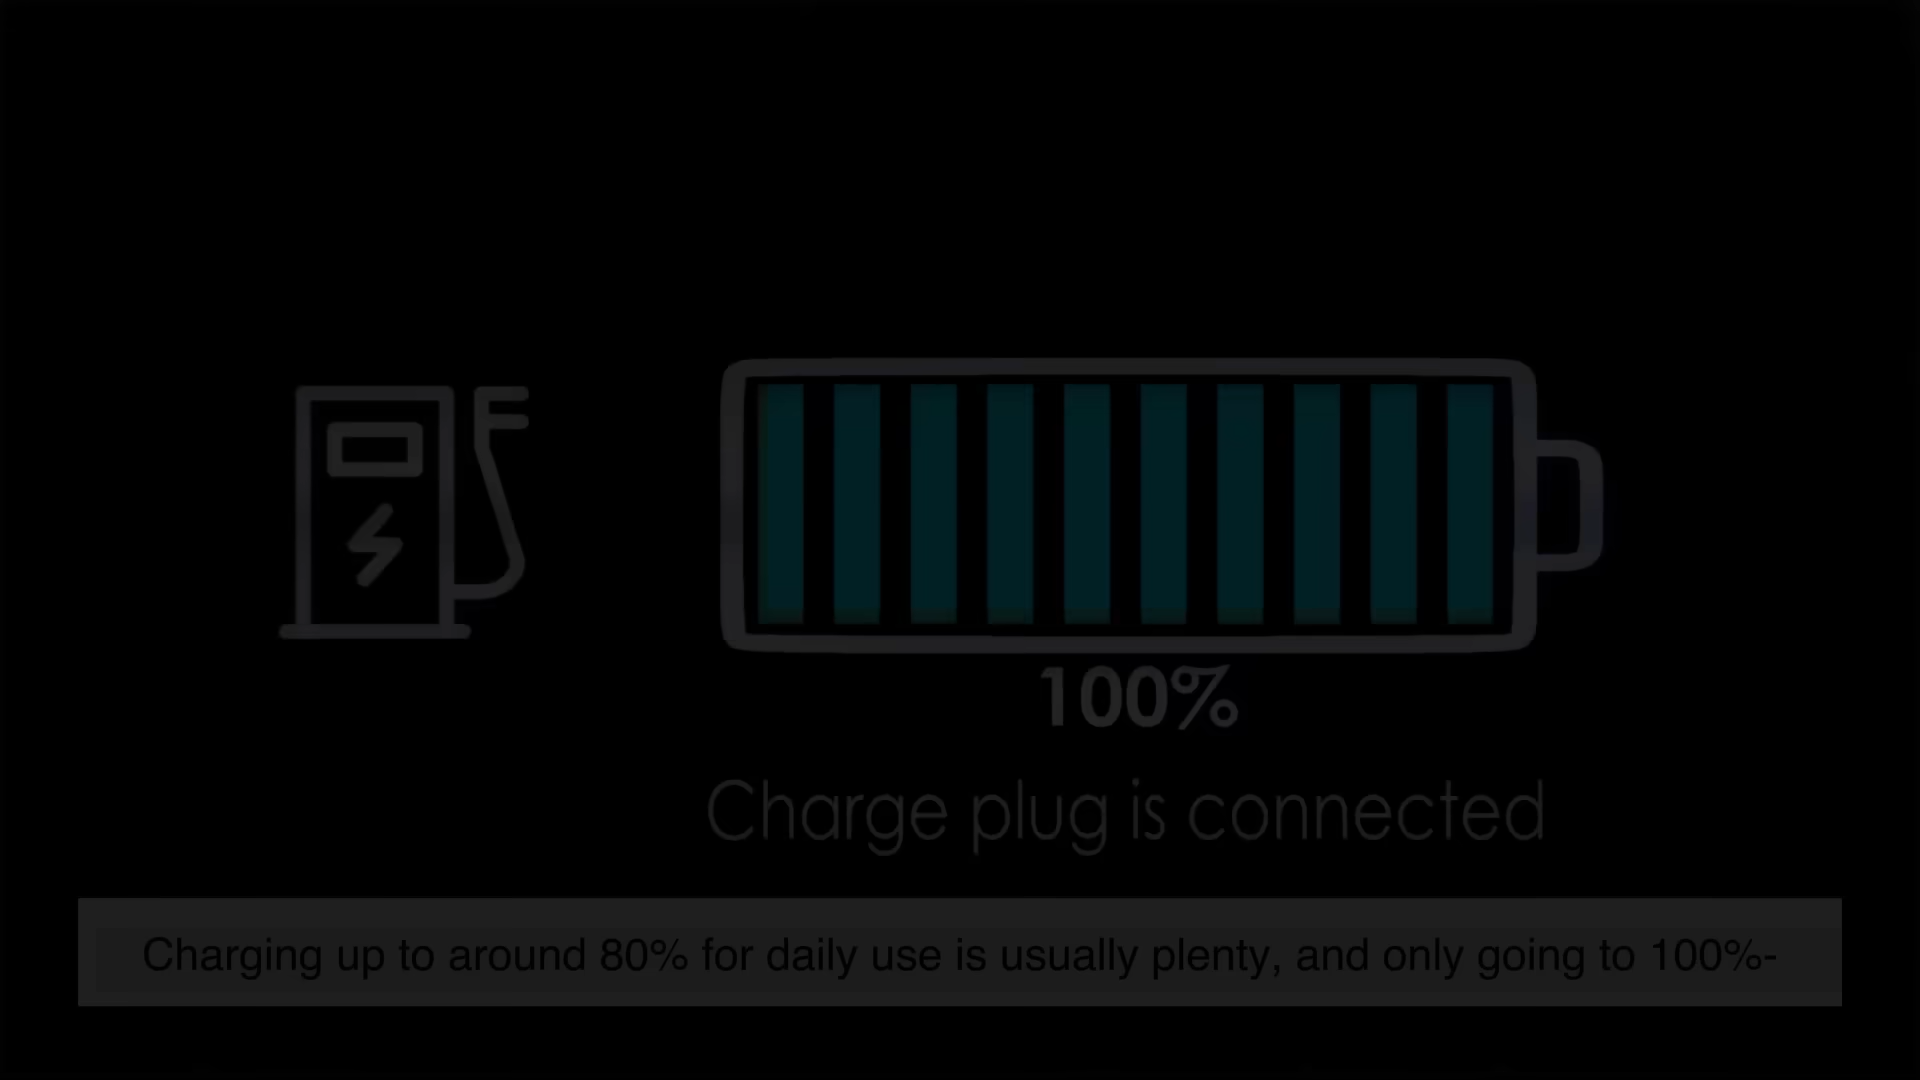 100%
Charge plug is connected
Charging up to around 80% for daily use is usually plenty, and only going to 100%-